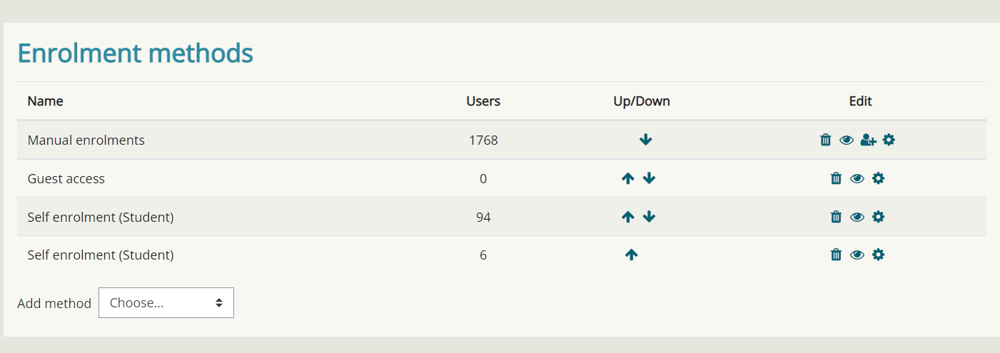 Enrolment methods
Name Users Up/Down Edit
Manual enrolments 1768
Guest access 0
Self enrolment (Student) 94
Self enrolment (Student) 6
Add method Choose...